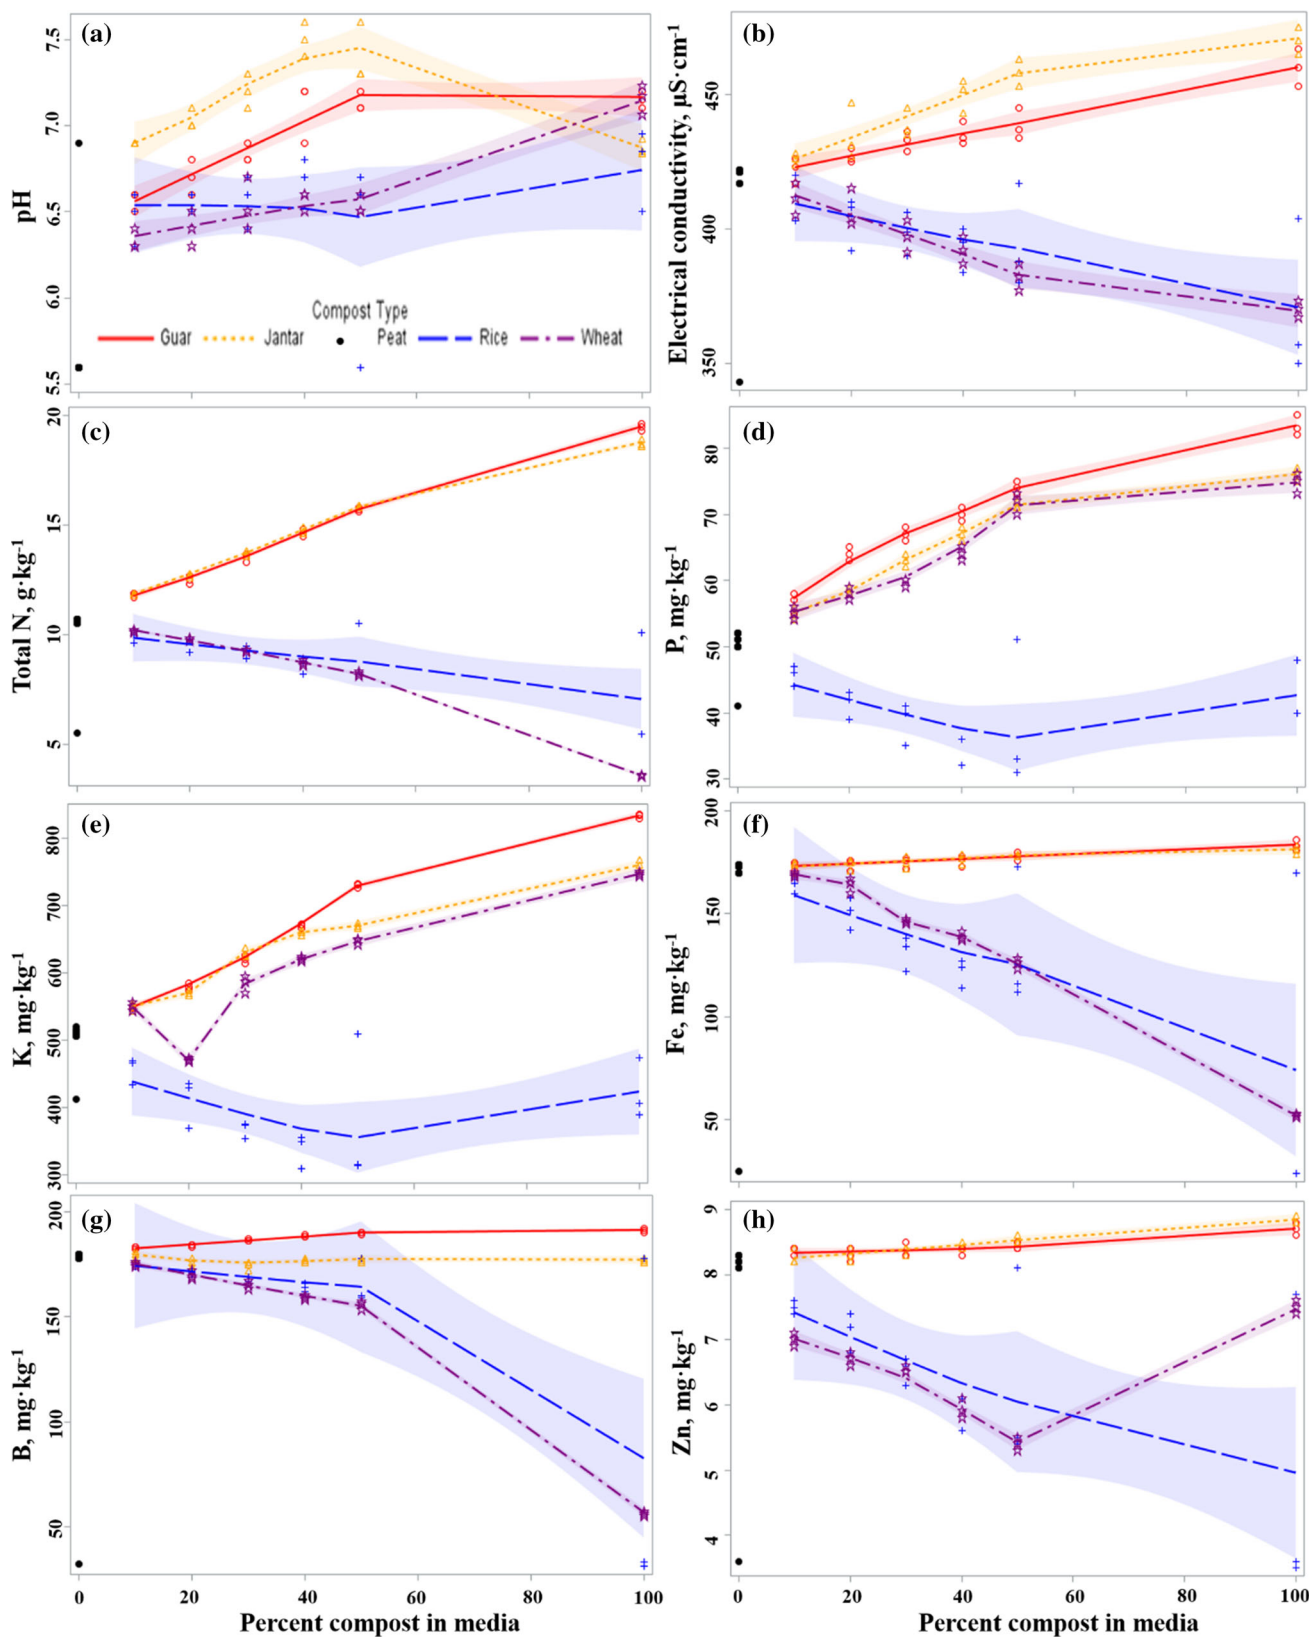 (a)
pH
7.5
7.0
6.5
6.0
5.5
Compost Type
Guar Jantar Peat Rice Wheat
(b)
Electrical conductivity, µS·cm-1
450
400
350
(c)
Total N, g·kg-1
20
15
10
5
(d)
P, mg·kg-1
80
70
60
50
40
30
(e)
K, mg·kg-1
800
700
600
500
400
300
(f)
Fe, mg·kg-1
200
150
100
50
(g)
B, mg·kg-1
200
150
100
50
0 20 40 60 80 100
Percent compost in media
(h)
Zn, mg·kg-1
9
8
7
6
5
4
0 20 40 60 80 100
Percent compost in media